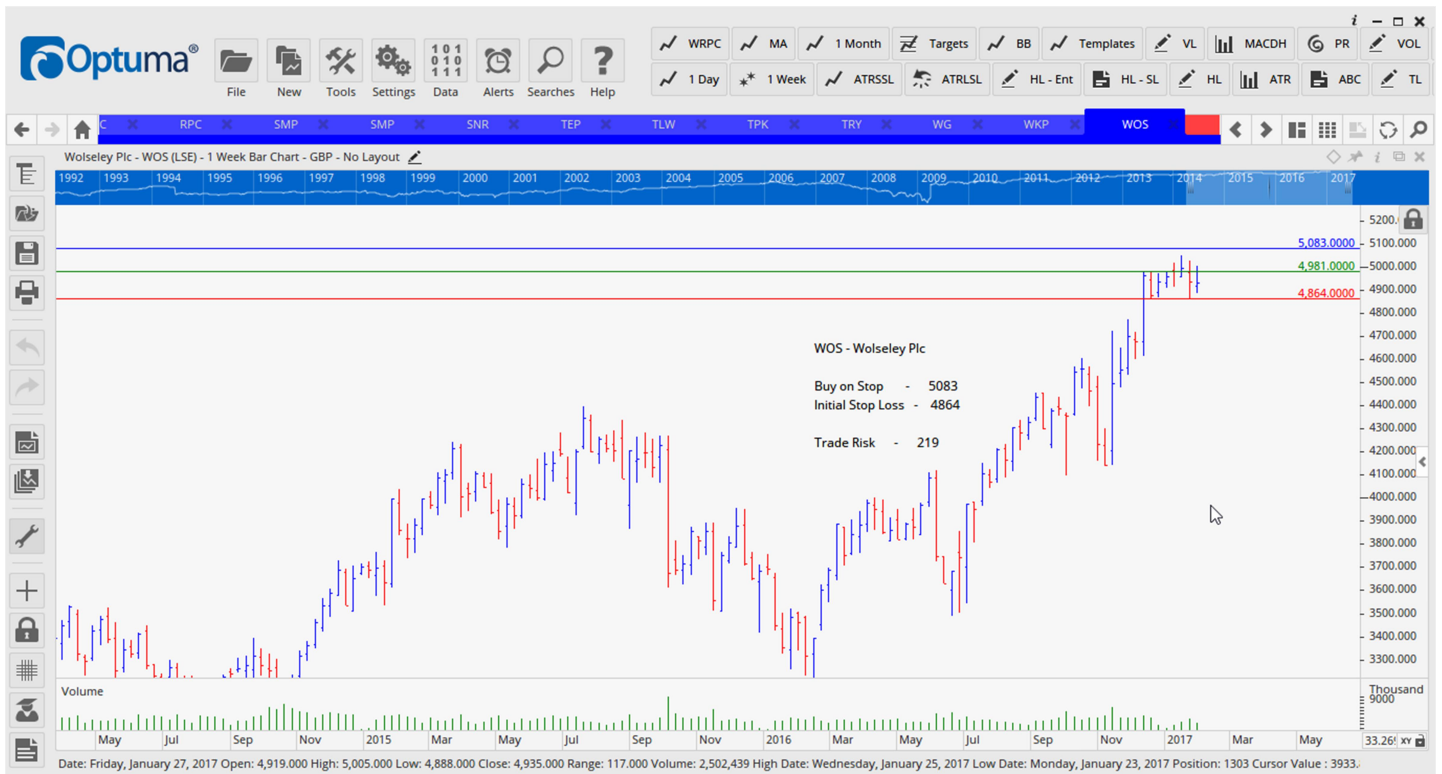 i
Optuma®
File
New
Tools
Settings
Data
Alerts
Searches
Help
101
010
111
WRPC MA 1 Month Targets BB Templates VL MACDH PR VOL
1 Day 1 Week ATRSSL ATRLSL HL - Ent HL - SL HL ATR ABC TL
C RPC SMP SMP SNR TEP TLW TPK TRY WG WKP WOS
Wolseley Plc - WOS (LSE) - 1 Week Bar Chart - GBP - No Layout
1992 1993 1994 1995 1996 1997 1998 1999 2000 2001 2002 2003 2004 2005 2006 2007 2008 2009 2010 2011 2012 2013 2014 2015 2016 2017
5200.
5,083.0000 5100.000
4,981.0000 5000.000
4,864.0000 4900.000
4800.000
4700.000
WOS - Wolseley Plc
4600.000
4500.000
Buy on Stop - 5083
Initial Stop Loss - 4864
4400.000
4300.000
Trade Risk - 219
4200.000
4100.000
4000.000
3900.000
3800.000
3700.000
3600.000
3500.000
3400.000
3300.000
Volume
Thousand
9000
May Jul Sep Nov 2015 Mar May Jul Sep Nov 2016 Mar May Jul Sep Nov 2017 Mar May 33.26 XY
Date: Friday, January 27, 2017 Open: 4,919.000 High: 5,005.000 Low: 4,888.000 Close: 4,935.000 Range: 117.000 Volume: 2,502,439 High Date: Wednesday, January 25, 2017 Low Date: Monday, January 23, 2017 Position: 1303 Cursor Value : 3933.